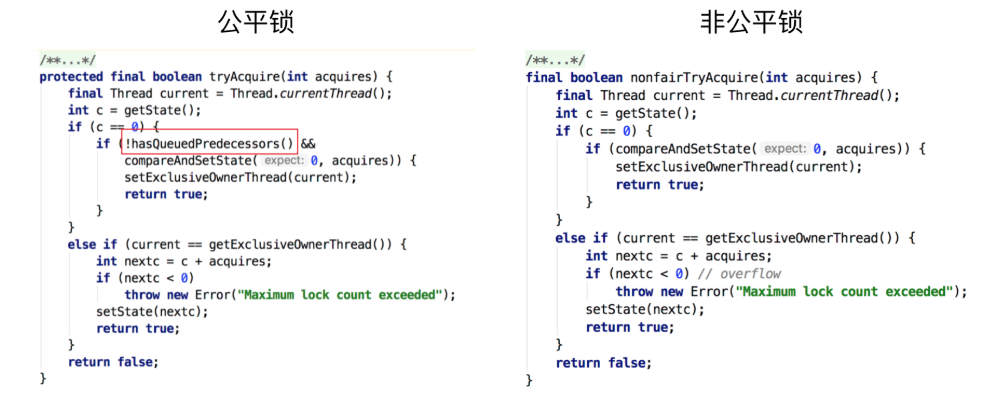 公平锁
/**...*/
protected final boolean tryAcquire(int acquires) {
final Thread current = Thread.currentThread();
int c = getState();
if (c == 0) {
if (!hasQueuedPredecessors() &&
compareAndSetState( expect: 0, acquires)) {
setExclusiveOwnerThread(current);
return true;
}
}
else if (current == getExclusiveOwnerThread()) {
int nextc = c + acquires;
if (nextc < 0)
throw new Error("Maximum lock count exceeded");
setState(nextc);
return true;
}
return false;
}
非公平锁
/**...*/
final boolean nonfairTryAcquire(int acquires) {
final Thread current = Thread.currentThread();
int c = getState();
if (c == 0) {
if (compareAndSetState( expect: 0, acquires)) {
setExclusiveOwnerThread(current);
return true;
}
}
else if (current == getExclusiveOwnerThread()) {
int nextc = c + acquires;
if (nextc < 0) // overflow
throw new Error("Maximum lock count exceeded");
setState(nextc);
return true;
}
return false;
}